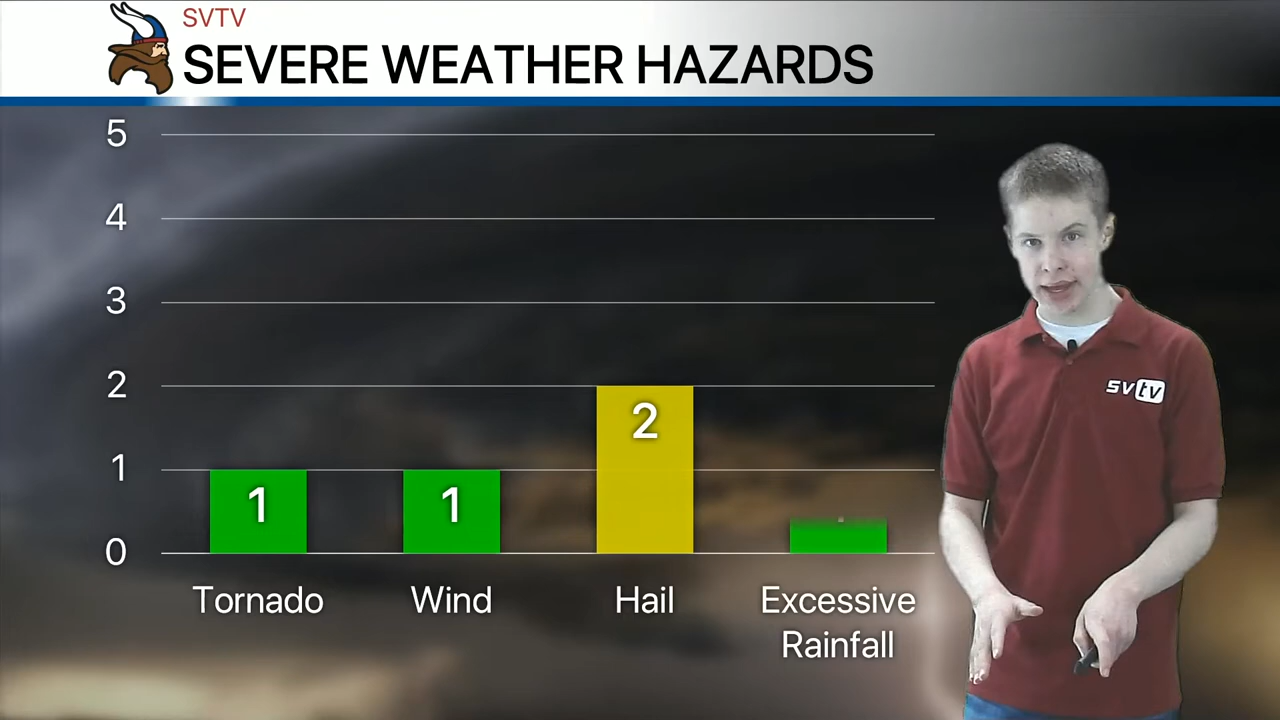 SVTV
SEVERE WEATHER HAZARDS
5
4
3
2
1
0
1
1
2
Tornado
Wind
Hail
Excessive
Rainfall
svtv